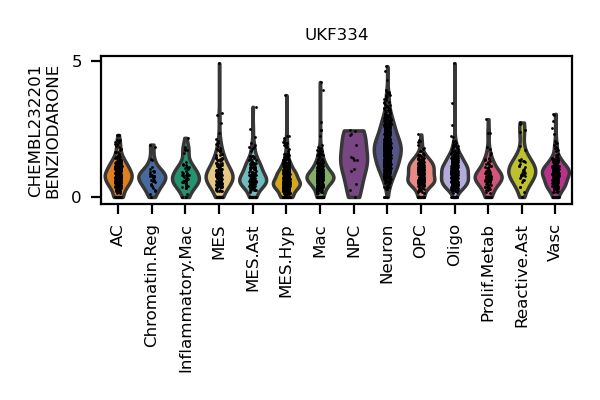 UKF334
CHEMBL232201
BENZIODARONE
5
0
AC
Chromatin.Reg
Inflammatory.Mac
MES
MES.Ast
MES.Hyp
Mac
NPC
Neuron
OPC
Oligo
Prolif.Metab
Reactive.Ast
Vasc